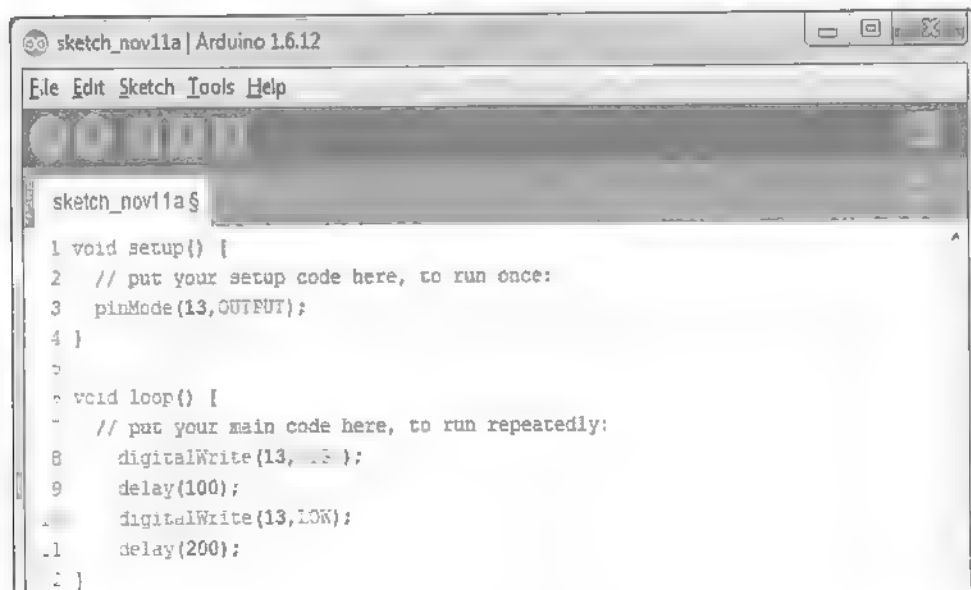 sketch_nov11a | Arduino 1.6.12
File Edit Sketch Tools Help
sketch_nov11a §
1 void setup() {
2 // put your setup code here, to run once:
3 pinMode(13,OUTPUT);
4 }
void loop() {
// put your main code here, to run repeatedly:
8 digitalWrite(13, );
9 delay(100);
digitalWrite(13,LOW);
delay(200);
}